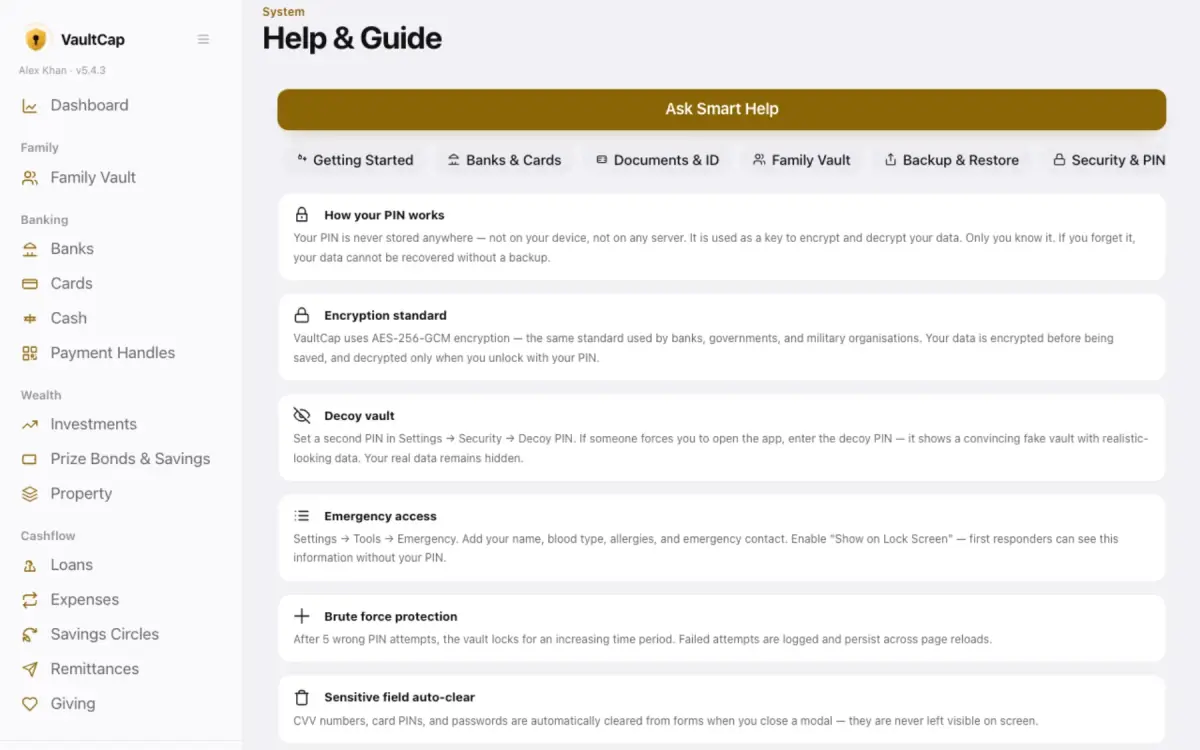 VaultCap
Alex Khan · v5.4.3
Dashboard
Family
Family Vault
Banking
Banks
Cards
Cash
Payment Handles
Wealth
Investments
Prize Bonds & Savings
Property
Cashflow
Loans
Expenses
Savings Circles
Remittances
Giving
System
Help & Guide
Ask Smart Help
Getting Started
Banks & Cards
Documents & ID
Family Vault
Backup & Restore
Security & PIN
How your PIN works
Your PIN is never stored anywhere — not on your device, not on any server. It is used as a key to encrypt and decrypt your data. Only you know it. If you forget it,
your data cannot be recovered without a backup.
Encryption standard
VaultCap uses AES-256-GCM encryption — the same standard used by banks, governments, and military organisations. Your data is encrypted before being
saved, and decrypted only when you unlock with your PIN.
Decoy vault
Set a second PIN in Settings → Security → Decoy PIN. If someone forces you to open the app, enter the decoy PIN — it shows a convincing fake vault with realistic-
looking data. Your real data remains hidden.
Emergency access
Settings → Tools → Emergency. Add your name, blood type, allergies, and emergency contact. Enable "Show on Lock Screen" — first responders can see this
information without your PIN.
Brute force protection
After 5 wrong PIN attempts, the vault locks for an increasing time period. Failed attempts are logged and persist across page reloads.
Sensitive field auto-clear
CVV numbers, card PINs, and passwords are automatically cleared from forms when you close a modal — they are never left visible on screen.